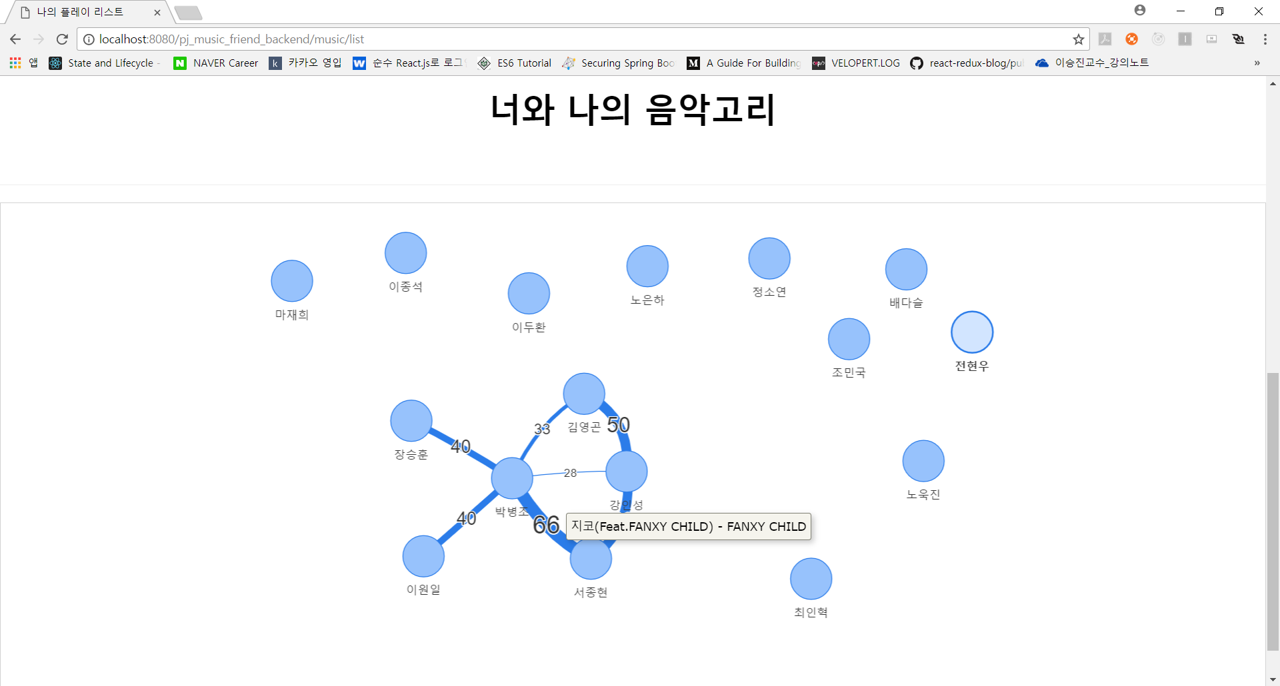 나의 플레이 리스트
localhost:8080/pj_music_friend_backend/music/list
앱 State and Lifecycle - NAVER Career 카카오 영입 순수 React.js로 로그 ES6 Tutorial Securing Spring Boo A Guide For Building VELOPERT.LOG react-redux-blog/pul 이승진교수_강의노트 »
너와 나의 음악고리
이종석
마재희
이두환
노은하
정소연
배다슬
조민국
전현우
33
김영곤
50
40
장승훈
28
박병조
강민성
노욱진
40
66
지코(Feat.FANXY CHILD) - FANXY CHILD
이원일
서종현
최인혁